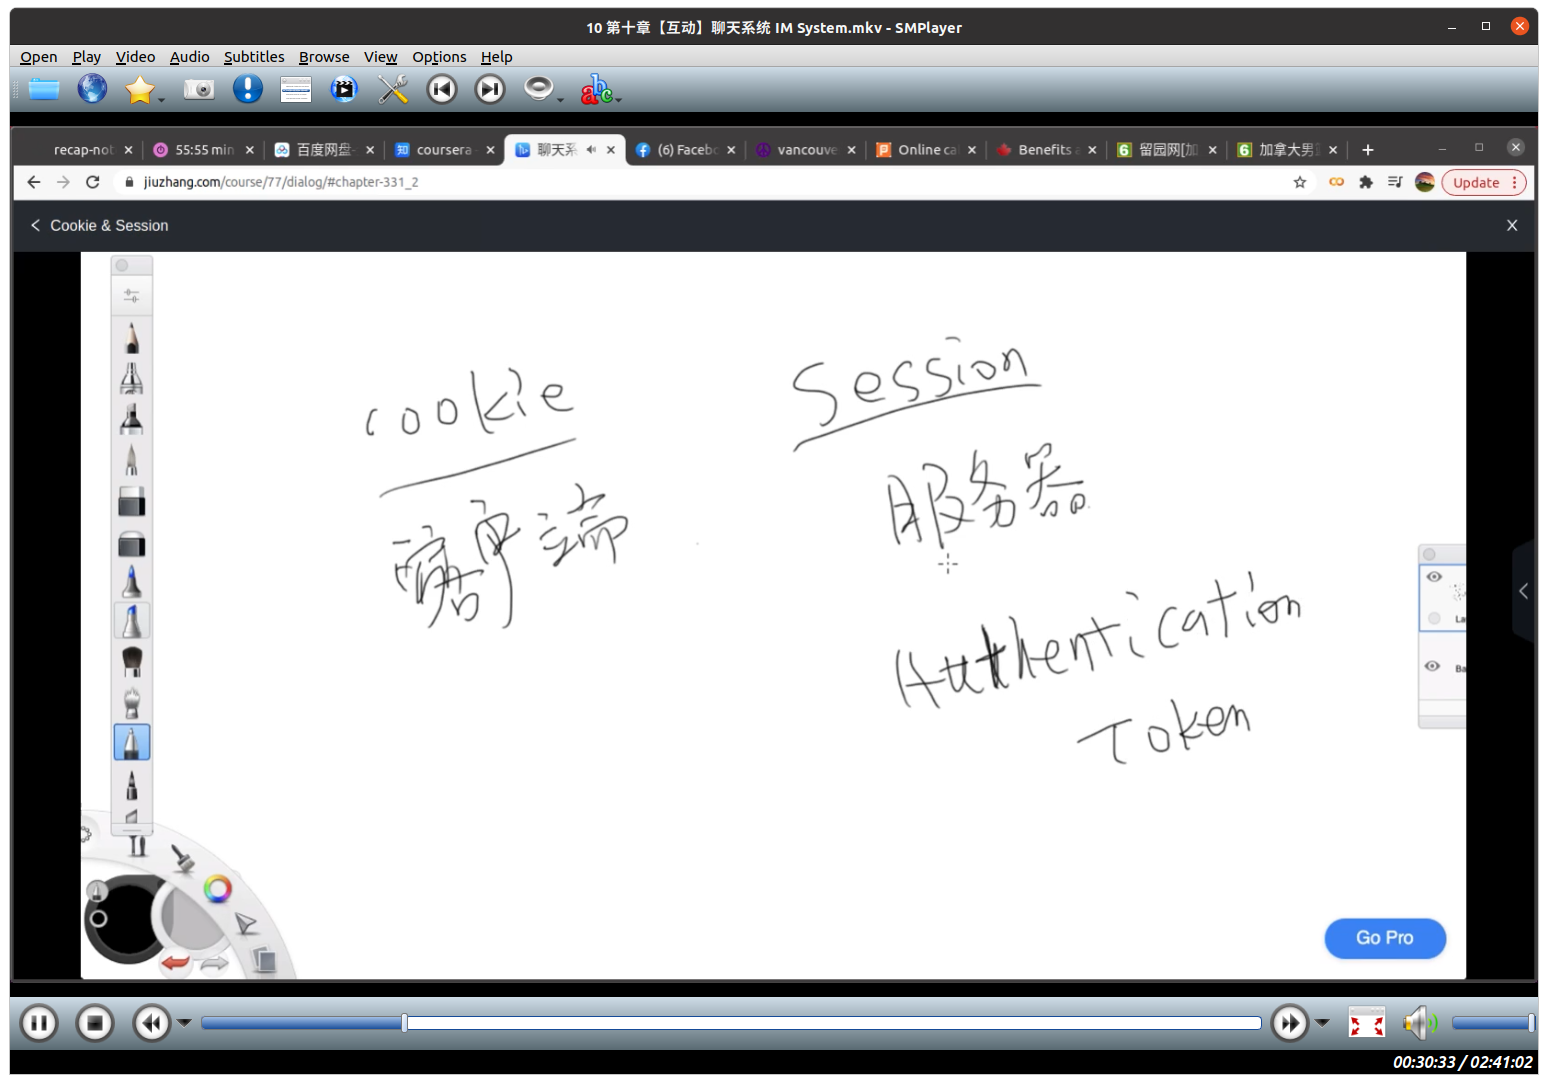 10 第十章【互动】聊天系统 IM System.mkv - SMPlayer
Open Play Video Audio Subtitles Browse View Options Help
abc
recap-not 55:55 min 百度网盘- coursera 聊天系 (6) Facebo vancouve Online cal Benefits a 留园网[加 加拿大男
jiuzhang.com/course/77/dialog/#chapter-331_2 Update
Cookie & Session
cookie Session
客户端 服务器
Authentication
Token
La
Ba
Go Pro
00:30:33 / 02:41:02